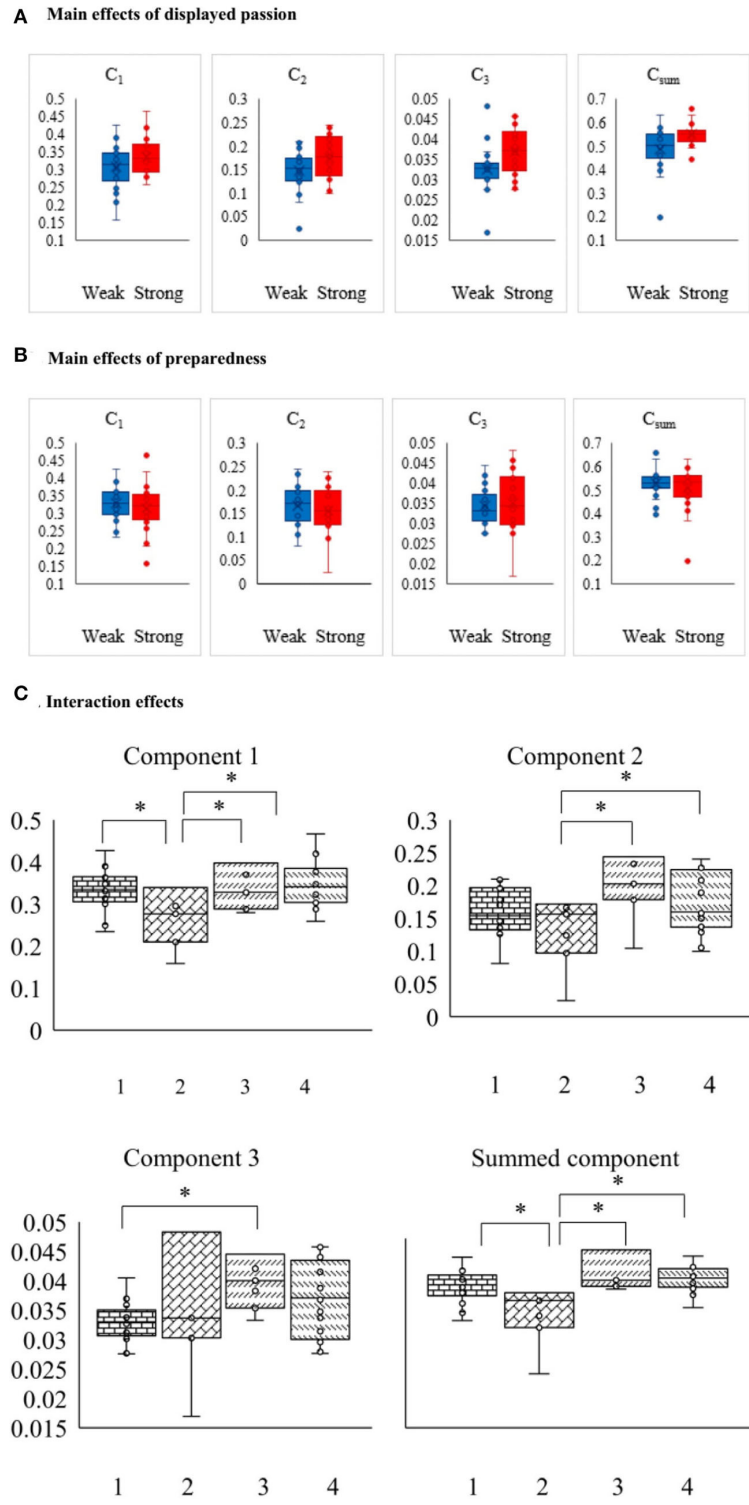 A Main effects of displayed passion
C1 C2 C3 Csum
0.5 0.3 0.05 0.7
0.45 0.25 0.045 0.6
0.4 0.2 0.04 0.5
0.35 0.15 0.035 0.4
0.3 0.1 0.03 0.3
0.25 0.05 0.025 0.2
0.2 0 0.02 0.1
0.15 0.015
0.1
Weak Strong Weak Strong Weak Strong Weak Strong
B Main effects of preparedness
C1 C2 C3 Csum
0.5 0.3 0.05 0.7
0.45 0.25 0.045 0.6
0.4 0.2 0.04 0.5
0.35 0.15 0.035 0.4
0.3 0.1 0.03 0.3
0.25 0.05 0.025 0.2
0.2 0 0.02 0.1
0.15 0.015
0.1
Weak Strong Weak Strong Weak Strong Weak Strong
C . Interaction effects
Component 1
*
* *
0.5
0.4
0.3
0.2
0.1
0
1 2 3 4
Component 2
*
*
0.3
0.25
0.2
0.15
0.1
0.05
0
1 2 3 4
Component 3
*
0.05
0.045
0.04
0.035
0.03
0.025
0.02
0.015
1 2 3 4
Summed component
*
* *
1 2 3 4